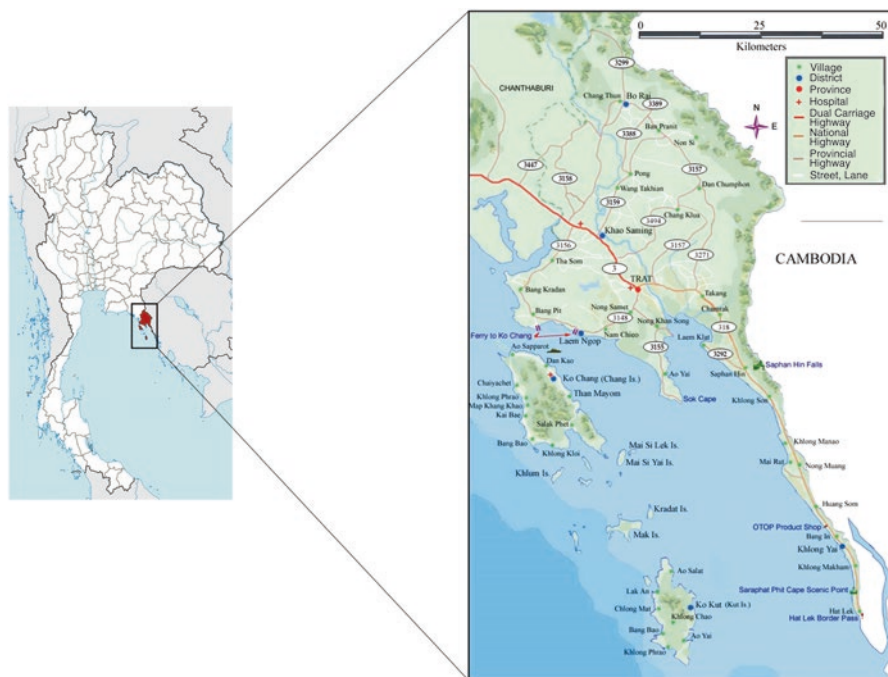 0 25 50
Kilometers
Village
District
Province
Hospital
Dual Carriage
Highway
National
Highway
Provincial
Highway
Street, Lane
N
E
CHANTHABURI
CAMBODIA
3299
Chang Thun
Bo Rai
3389
3388
Ban Pranit
Non Si
3447
3158
Pong
3157
Wang Takhian
Dan Chumphon
3159
Chang Klua
3494
Khao Saming
3156
3157
3271
Tha Som
3
TRAT
Bang Kradan
Takang
Nong Samet
Chamrak
Bang Pit
3148
Nong Khan Song
318
Ferry to Ko Chang
Laem Ngop
Nam Chieo
Laem Klat
3155
3292
Ao Sapparot
Dan Kao
Saphan Hin
Saphan Hin Falls
Ko Chang (Chang Is.)
Ao Yai
Chaiyachet
Than Mayom
Sok Cape
Khlong Son
Khlong Phrao
Map Khang Khao
Kai Bae
Salak Phet
Khlong Manao
Bang Bao
Khlong Kloi
Mai Si Lek Is.
Mai Si Yai Is.
Mai Rut
Nong Muang
Khlum Is.
Kradat Is.
Huang Som
Mak Is.
OTOP Product Shop
Bang In
Khlong Yai
Ao Salat
Khlong Makham
Lak An
Saraphat Phit Cape Scenic Point
Chlong Mat
Ko Kut (Kut Is.)
Khlong Chao
Hat Lek
Hat Lek Border Pass
Bang Bao
Ao Yai
Khlong Phrao